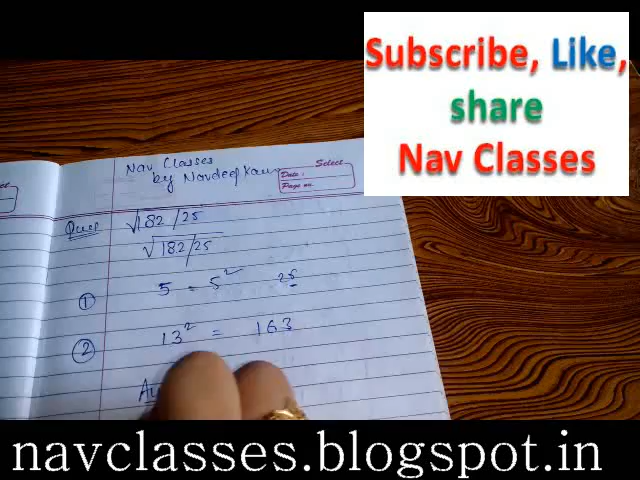 Subscribe, Like,
share
Nav Classes
Nav Classes
by Navdeep Kaur
Select
Date :
Page no.
Ques
√182 / 25
√182/25
① 5 = 5² 25
② 13² = 163
navclasses.blogspot.in